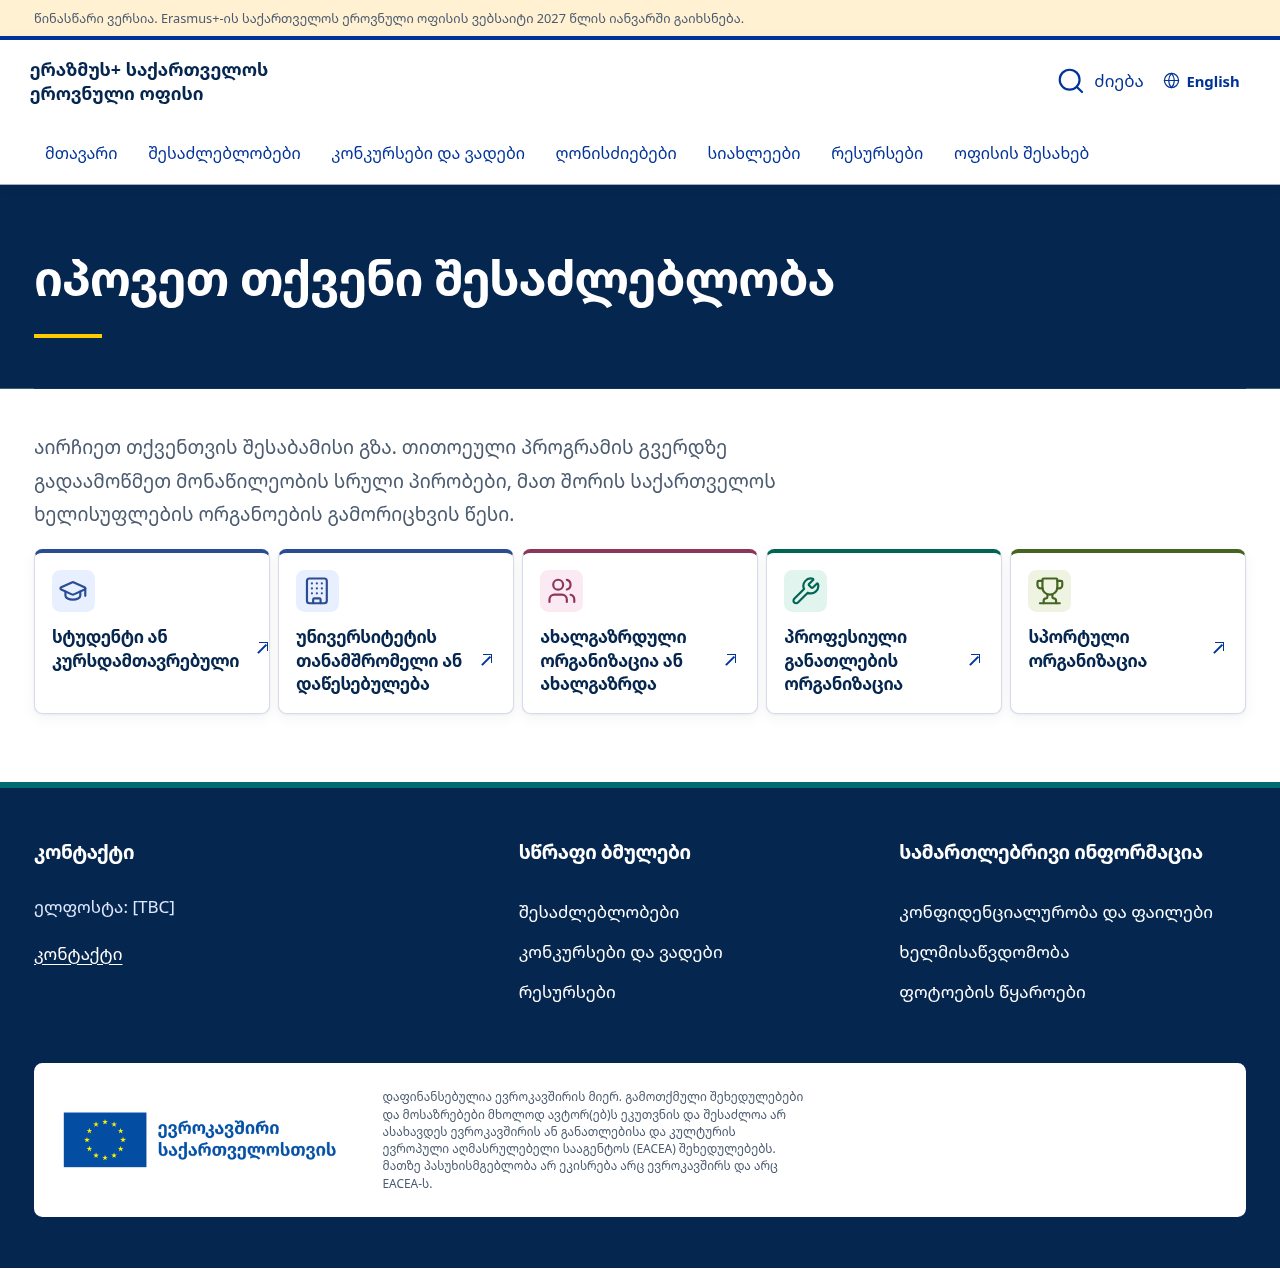 წინასწარი ვერსია. Erasmus+-ის საქართველოს ეროვნული ოფისის ვებსაიტი 2027 წლის იანვარში გაიხსნება.
ერაზმუს+ საქართველოს
ეროვნული ოფისი
ძიება
English
მთავარი
შესაძლებლობები
კონკურსები და ვადები
ღონისძიებები
სიახლეები
რესურსები
ოფისის შესახებ
იპოვეთ თქვენი შესაძლებლობა
აირჩიეთ თქვენთვის შესაბამისი გზა. თითოეული პროგრამის გვერდზე
გადაამოწმეთ მონაწილეობის სრული პირობები, მათ შორის საქართველოს
ხელისუფლების ორგანოების გამორიცხვის წესი.
სტუდენტი ან
კურსდამთავრებული
უნივერსიტეტის
თანამშრომელი ან
დაწესებულება
ახალგაზრდული
ორგანიზაცია ან
ახალგაზრდა
პროფესიული
განათლების
ორგანიზაცია
სპორტული
ორგანიზაცია
კონტაქტი
ელფოსტა: [TBC]
კონტაქტი
სწრაფი ბმულები
შესაძლებლობები
კონკურსები და ვადები
რესურსები
სამართლებრივი ინფორმაცია
კონფიდენციალურობა და ფაილები
ხელმისაწვდომობა
ფოტოების წყაროები
ევროკავშირი
საქართველოსთვის
დაფინანსებულია ევროკავშირის მიერ. გამოთქმული შეხედულებები
და მოსაზრებები მხოლოდ ავტორ(ებ)ს ეკუთვნის და შესაძლოა არ
ასახავდეს ევროკავშირის ან განათლებისა და კულტურის
ევროპული აღმასრულებელი სააგენტოს (EACEA) შეხედულებებს.
მათზე პასუხისმგებლობა არ ეკისრება არც ევროკავშირს და არც
EACEA-ს.